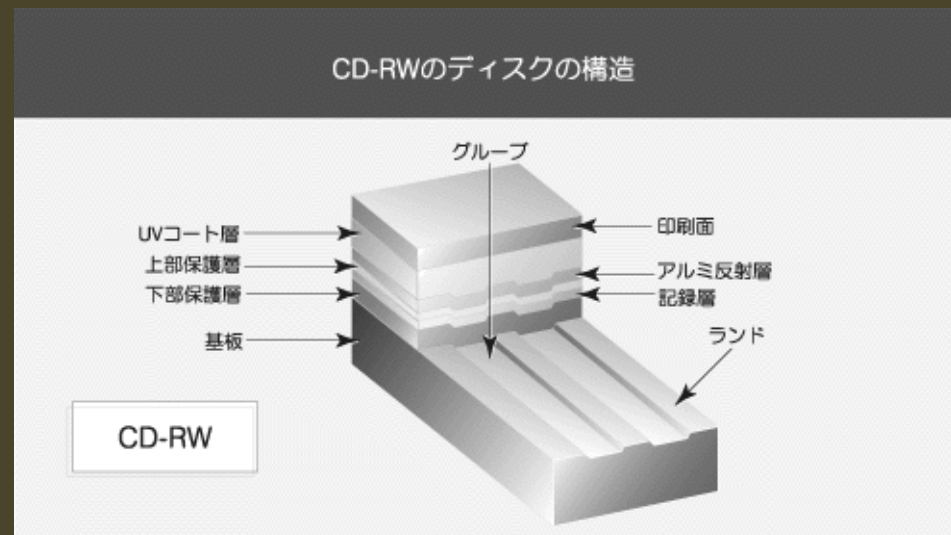 CD-RWのディスクの構造
グルーブ
UVコート層
印刷面
上部保護層
アルミ反射層
下部保護層
記録層
基板
ランド
CD-RW